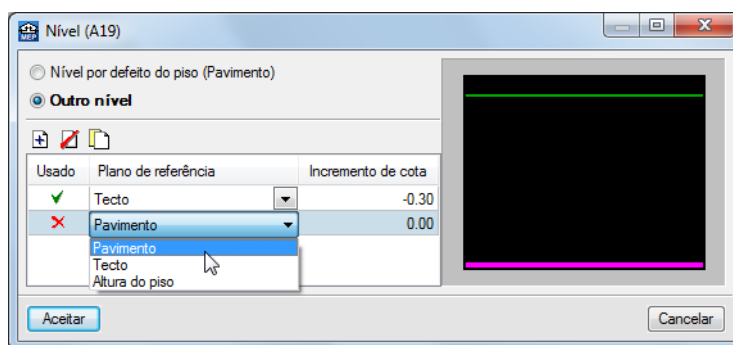 MEP Nível (A19)
Nível por defeito do piso (Pavimento)
Outro nível
Usado Plano de referência Incremento de cota
Tecto -0.30
Pavimento 0.00
Pavimento
Tecto
Altura do piso
Aceitar Cancelar